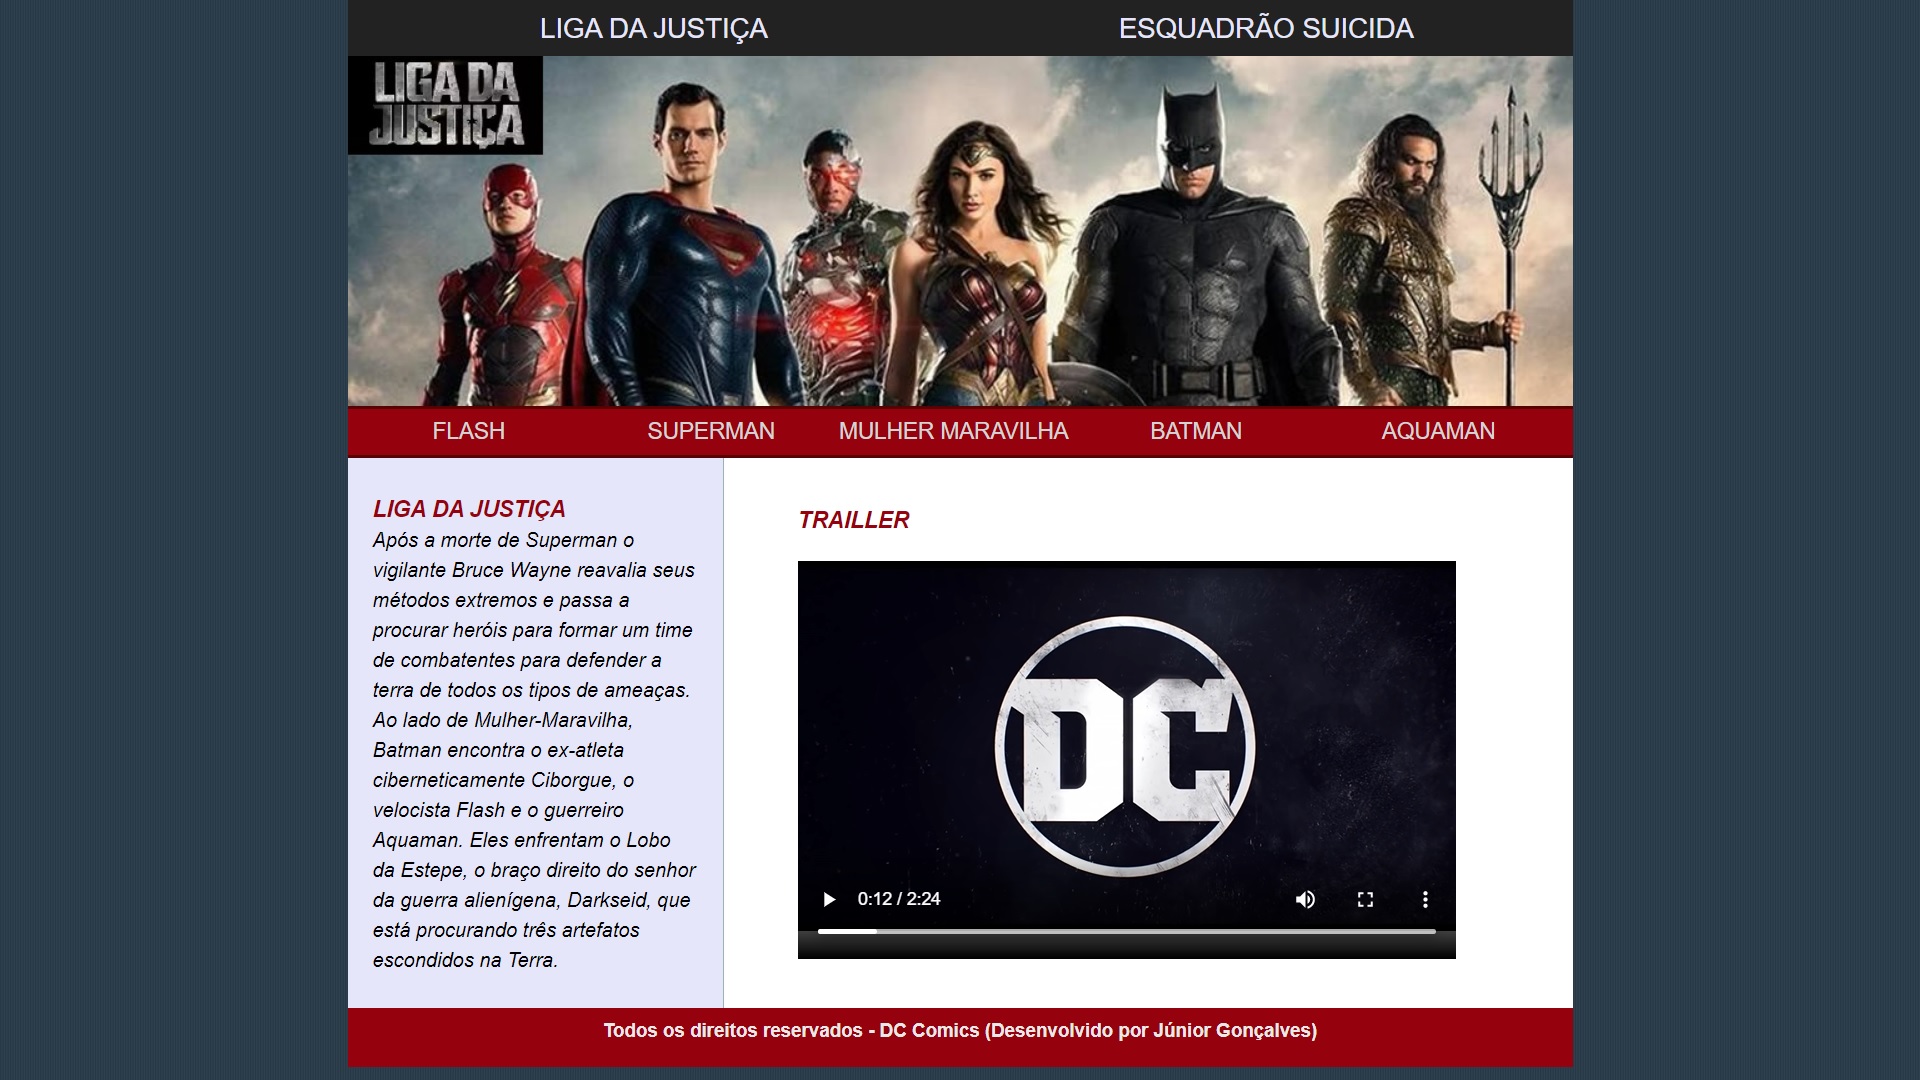 LIGA DA JUSTIÇA ESQUADRÃO SUICIDA
LIGA DA
JUSTIÇA
FLASH SUPERMAN MULHER MARAVILHA BATMAN AQUAMAN
LIGA DA JUSTIÇA
Após a morte de Superman o
vigilante Bruce Wayne reavalia seus
métodos extremos e passa a
procurar heróis para formar um time
de combatentes para defender a
terra de todos os tipos de ameaças.
Ao lado de Mulher-Maravilha,
Batman encontra o ex-atleta
ciberneticamente Ciborgue, o
velocista Flash e o guerreiro
Aquaman. Eles enfrentam o Lobo
da Estepe, o braço direito do senhor
da guerra alienígena, Darkseid, que
está procurando três artefatos
escondidos na Terra.
TRAILLER
DC
0:12 / 2:24
Todos os direitos reservados - DC Comics (Desenvolvido por Júnior Gonçalves)